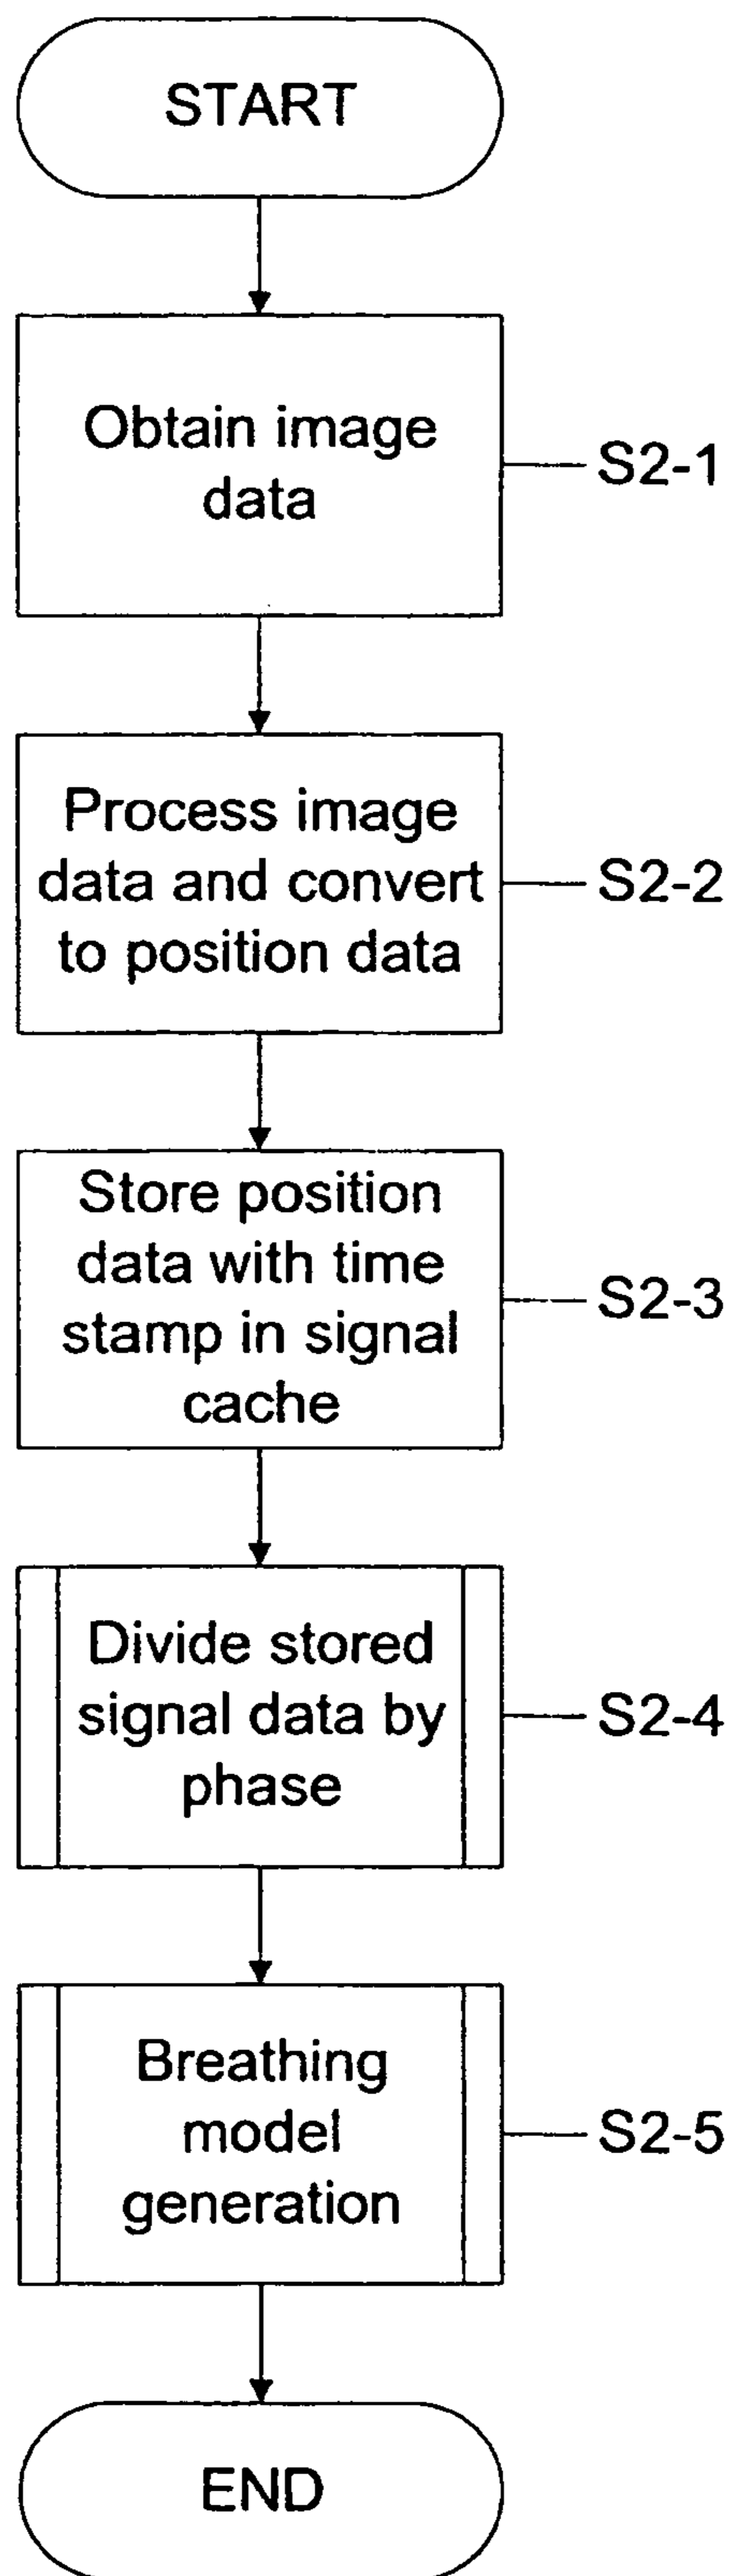 START
Obtain image
data
S2-1
Process image
data and convert
to position data
S2-2
Store position
data with time
stamp in signal
cache
S2-3
Divide stored
signal data by
phase
S2-4
Breathing
model
generation
S2-5
END